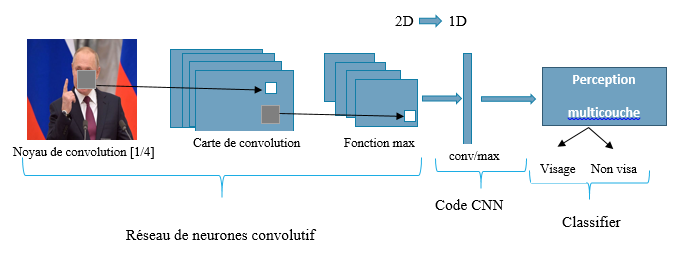 2D 1D
Perception
multicouche
Noyau de convolution [1/4]
Carte de convolution
Fonction max
conv/max
Visage
Non visa
Code CNN
Classifier
Réseau de neurones convolutif